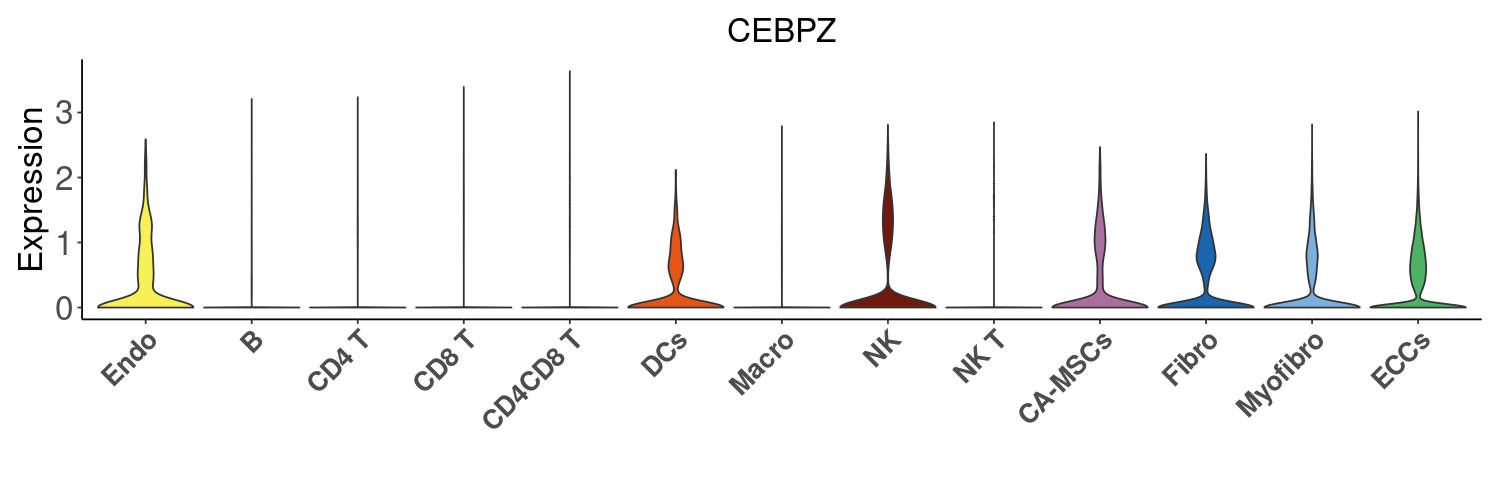 CEBPZ
Expression
3
2
1
0
Endo
B
CD4 T
CD8 T
CD4CD8 T
DCs
Macro
NK
NK T
CA-MSCs
Fibro
Myofibro
ECCs